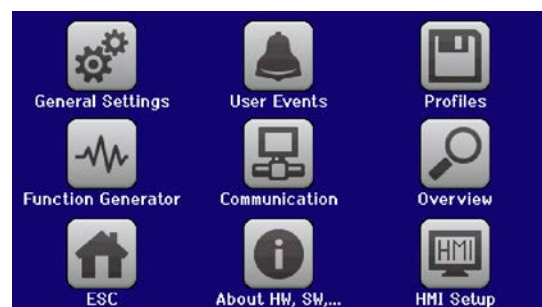 General Settings
User Events
Profiles
Function Generator
Communication
Overview
HMI
ESC
About HW, SW,...
HMI Setup